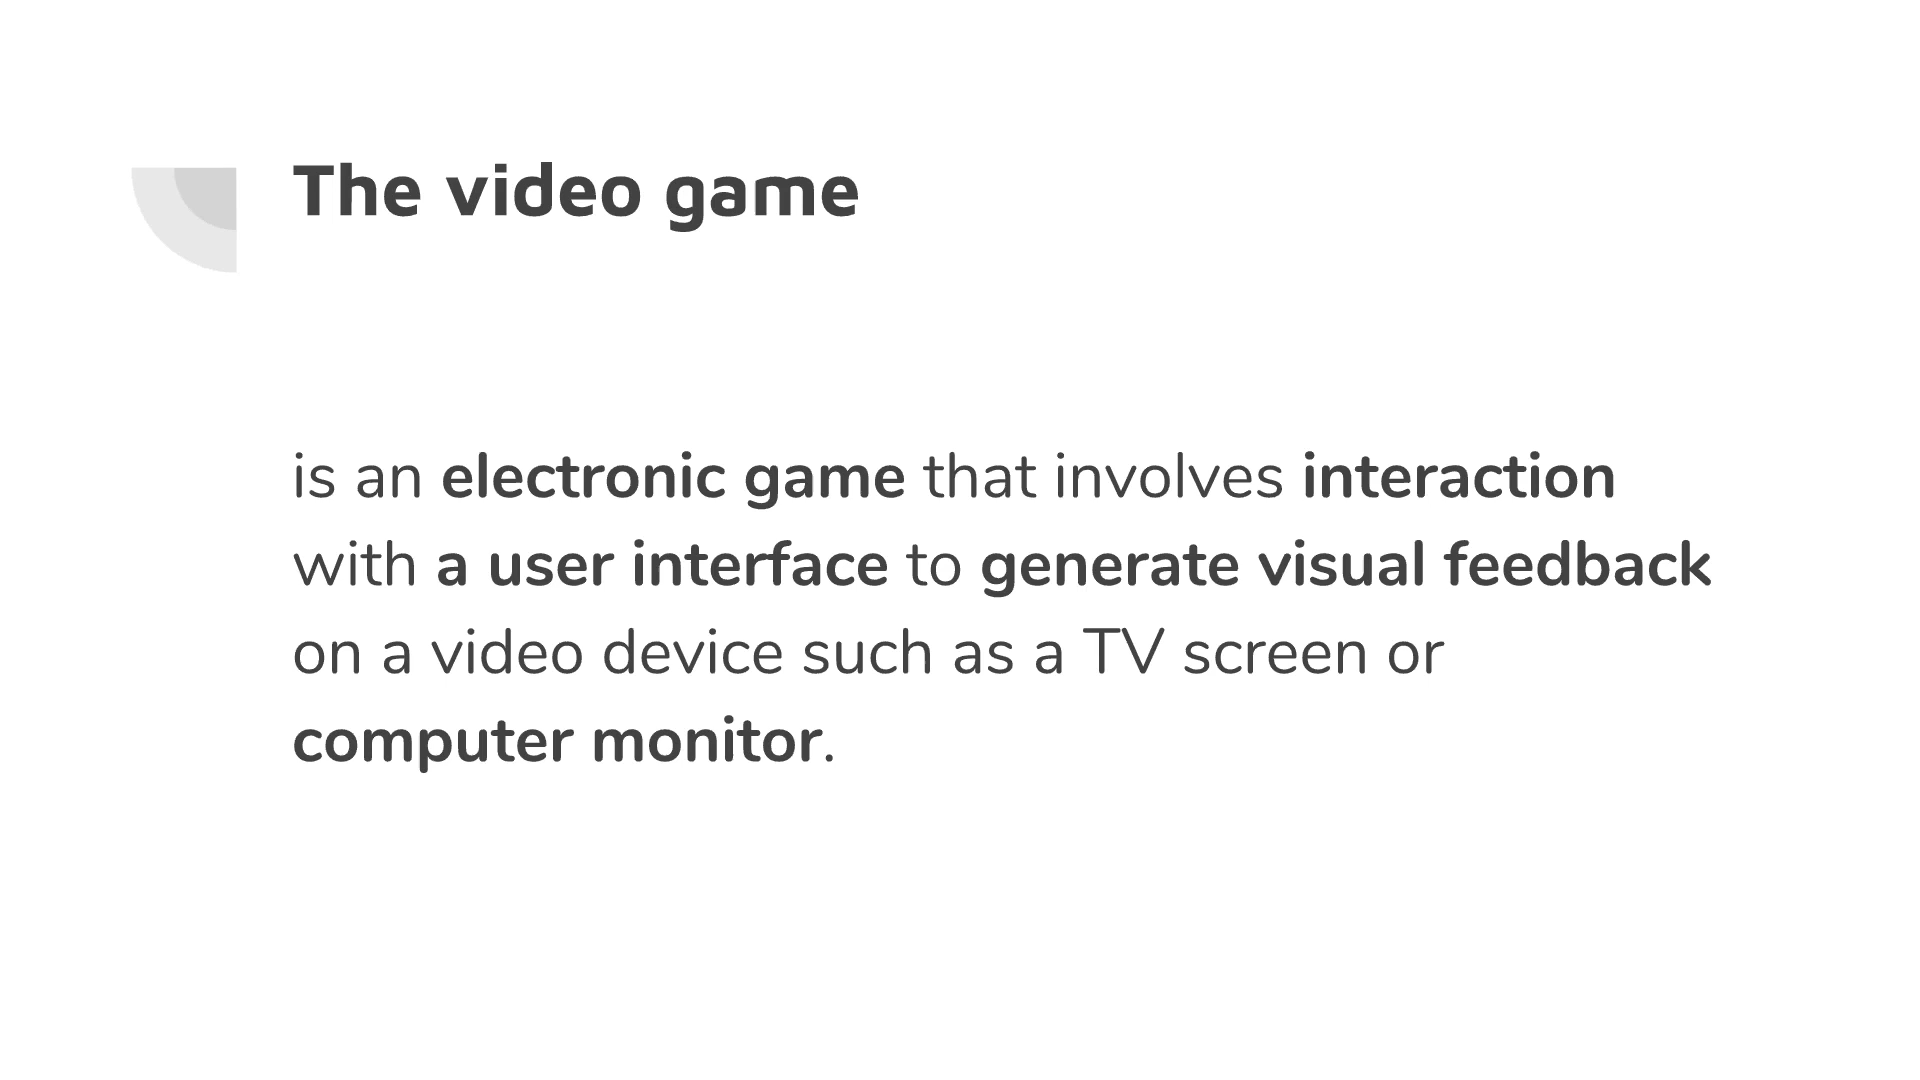 The video game
is an electronic game that involves interaction
with a user interface to generate visual feedback
on a video device such as a TV screen or
computer monitor.